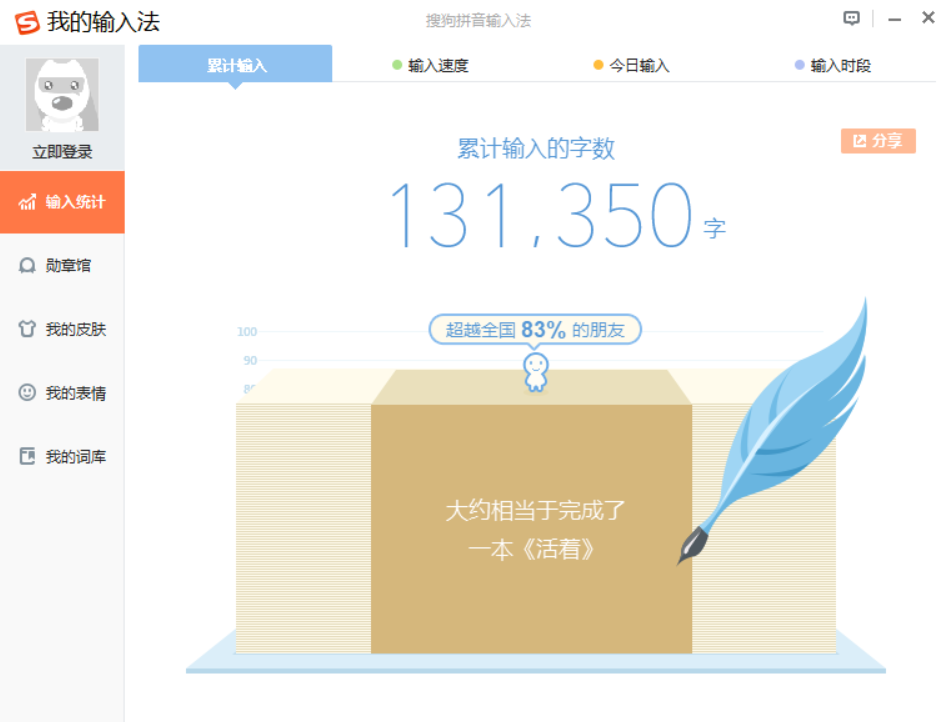 我的输入法
搜狗拼音输入法
立即登录
输入统计
勋章馆
我的皮肤
我的表情
我的词库
累计输入
输入速度
今日输入
输入时段
累计输入的字数
分享
131,350 字
100
超越全国 83% 的朋友
90
大约相当于完成了
一本《活着》